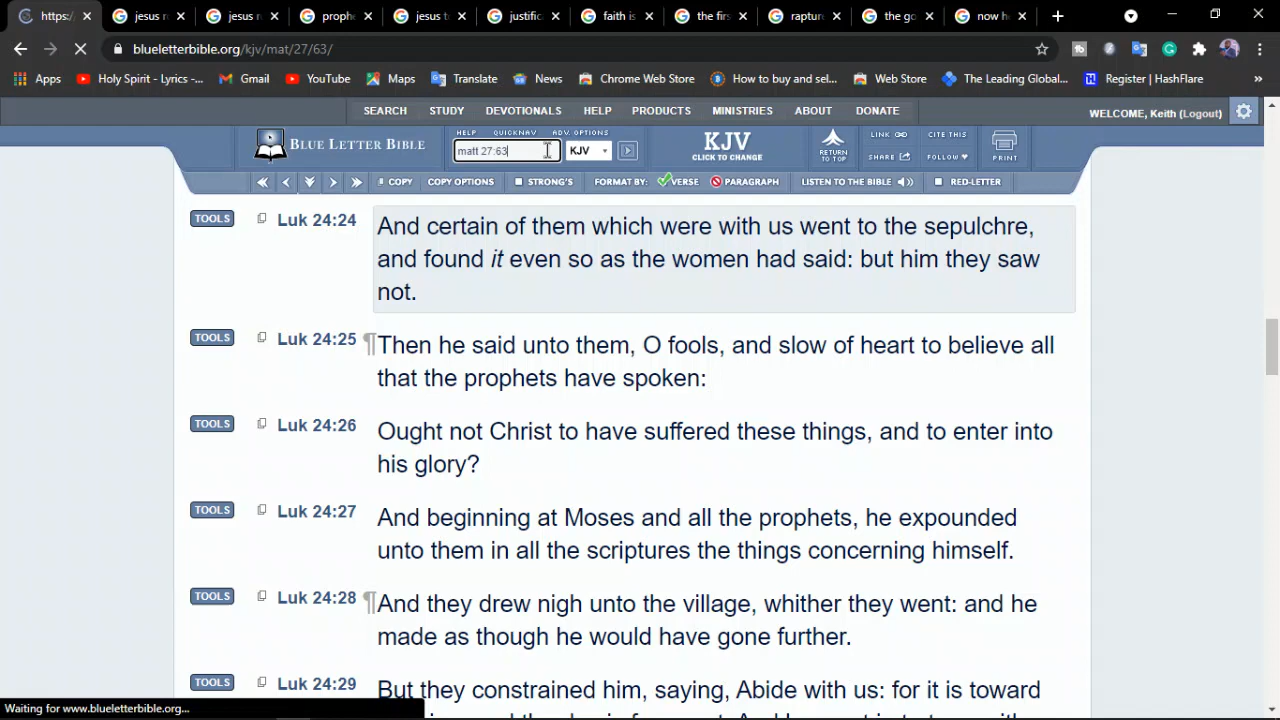 https:/
jesus r
jesus r
prophe
jesus t
justific
faith is
the firs
rapture
the go
now he
blueletterbible.org/kjv/mat/27/63/
Apps
Holy Spirit - Lyrics -...
Gmail
YouTube
Maps
Translate
News
Chrome Web Store
How to buy and sel...
Web Store
The Leading Global...
Register | HashFlare
»
SEARCH STUDY DEVOTIONALS HELP PRODUCTS MINISTRIES ABOUT DONATE
WELCOME, Keith (Logout)
BLUE LETTER BIBLE
HELP QUICKNAV ADV. OPTIONS
matt 27:63
KJV
KJV
CLICK TO CHANGE
RETURN TO TOP
LINK
CITE THIS
SHARE
FOLLOW
PRINT
COPY COPY OPTIONS STRONG'S FORMAT BY: VERSE PARAGRAPH LISTEN TO THE BIBLE RED-LETTER
TOOLS Luk 24:24 And certain of them which were with us went to the sepulchre,
and found it even so as the women had said: but him they saw
not.
TOOLS Luk 24:25 ¶Then he said unto them, O fools, and slow of heart to believe all
that the prophets have spoken:
TOOLS Luk 24:26 Ought not Christ to have suffered these things, and to enter into
his glory?
TOOLS Luk 24:27 And beginning at Moses and all the prophets, he expounded
unto them in all the scriptures the things concerning himself.
TOOLS Luk 24:28 ¶And they drew nigh unto the village, whither they went: and he
made as though he would have gone further.
TOOLS Luk 24:29 But they constrained him, saying, Abide with us: for it is toward
Waiting for www.blueletterbible.org...